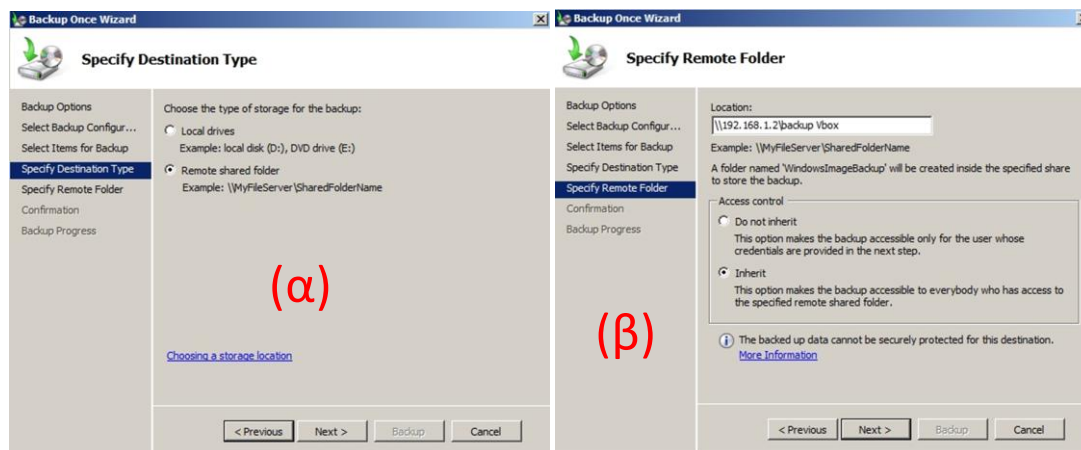 Backup Once Wizard
Specify Destination Type
Backup Options
Select Backup Configur...
Select Items for Backup
Specify Destination Type
Specify Remote Folder
Confirmation
Backup Progress
Choose the type of storage for the backup:
Local drives
Example: local disk (D:), DVD drive (E:)
Remote shared folder
Example: \\MyFileServer\SharedFolderName
(α)
Choosing a storage location
< Previous
Next >
Backup
Cancel
Backup Once Wizard
Specify Remote Folder
Backup Options
Select Backup Configur...
Select Items for Backup
Specify Destination Type
Specify Remote Folder
Confirmation
Backup Progress
(β)
Location:
\\192.168.1.2\backup Vbox
Example: \\MyFileServer\SharedFolderName
A folder named 'WindowsImageBackup' will be created inside the specified share
to store the backup.
Access control
Do not inherit
This option makes the backup accessible only for the user whose
credentials are provided in the next step.
Inherit
This option makes the backup accessible to everybody who has access to
the specified remote shared folder.
The backed up data cannot be securely protected for this destination.
More Information
< Previous
Next >
Backup
Cancel